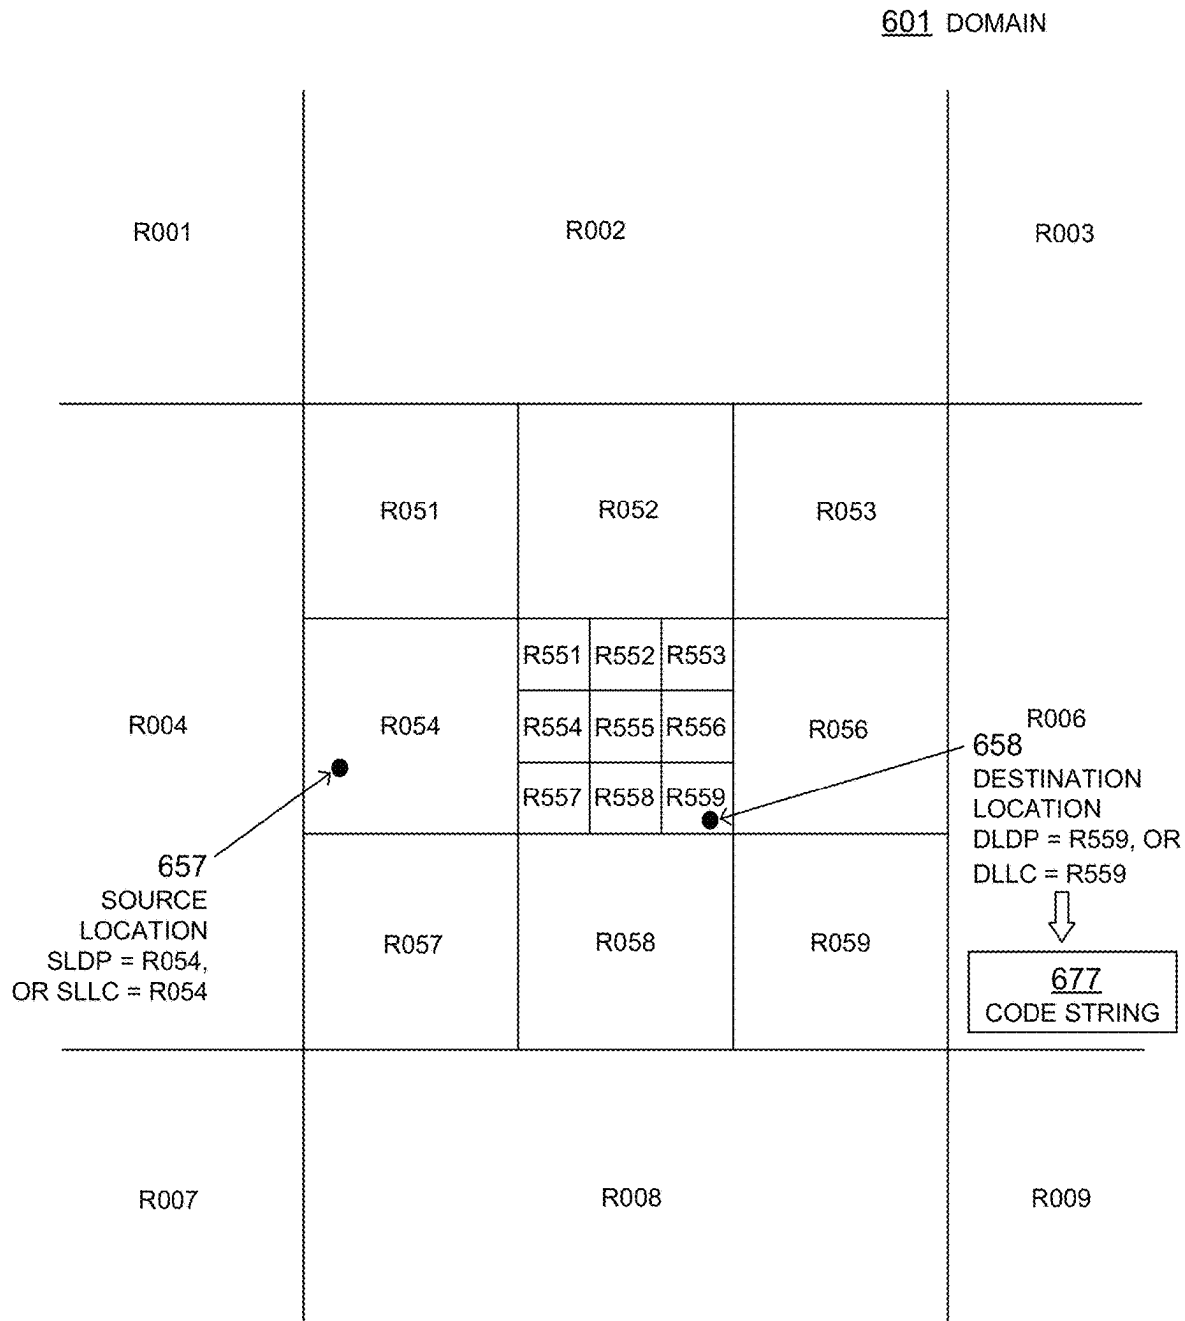 601 DOMAIN
R001
R002
R003
R051
R052
R053
R551
R552
R553
R004
R054
R554
R555
R556
R056
R006
R557
R558
R559
658
DESTINATION
LOCATION
DLDP = R559, OR
DLLC = R559
657
SOURCE
LOCATION
SLDP = R054,
OR SLLC = R054
R057
R058
R059
677
CODE STRING
R007
R008
R009